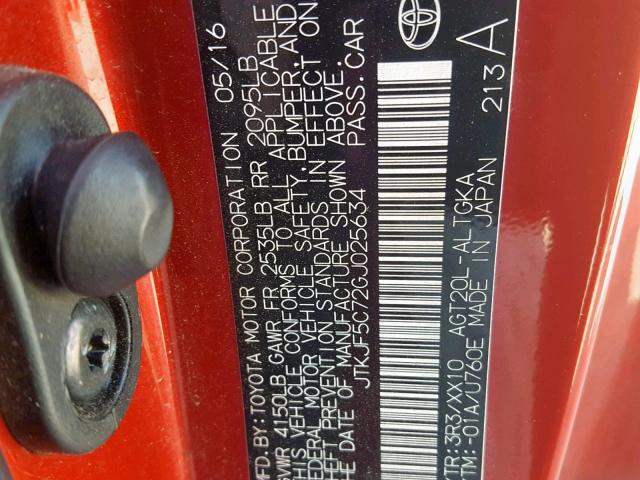 MFD.BY:TOYOTA MOTOR CORPORATION 05/16
GVWR 4150LB GAWR FR 2535LB RR 2095LB
THIS VEHICLE CONFORMS TO ALL APPLICABLE
FEDERAL MOTOR VEHICLE SAFETY,BUMPER,AND
THEFT PREVENTION STANDARDS IN EFFECT ON
THE DATE OF MANUFACTURE SHOWN ABOVE.
JTKJF5C72GJ025634 PASS.CAR
C/TR:3R3/XX10 AGT20L-ALTGKA 213A
A/TM:-01A/U760E MADE IN JAPAN